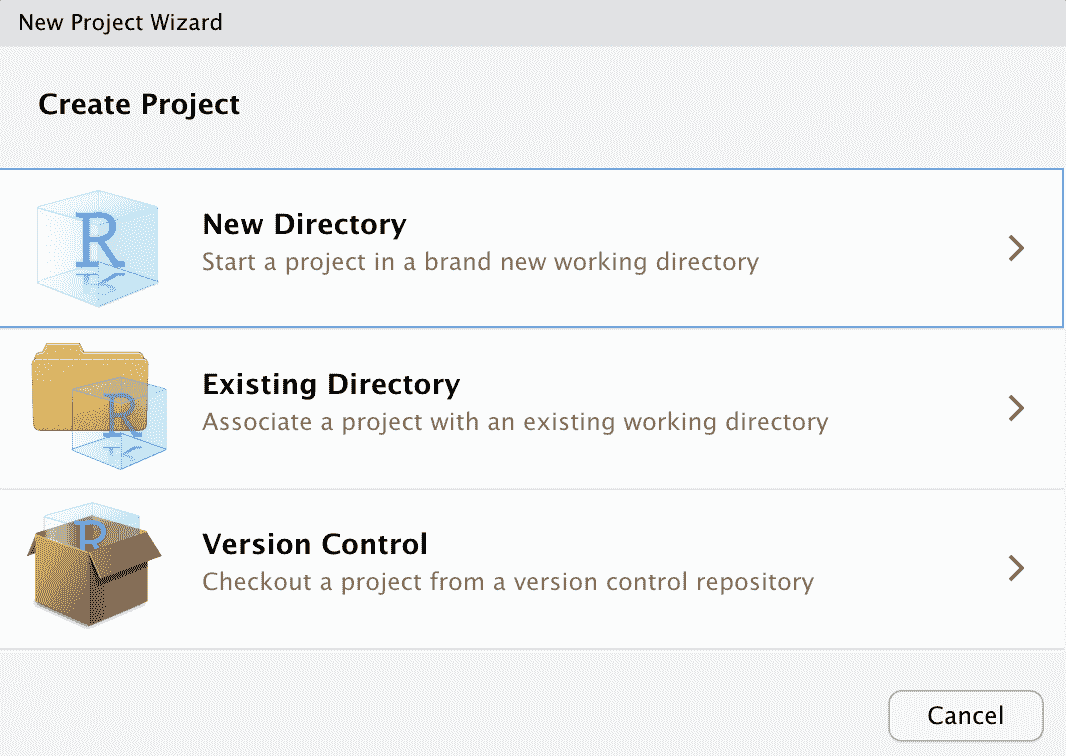 New Project Wizard
Create Project
R
New Directory
Start a project in a brand new working directory
R
Existing Directory
Associate a project with an existing working directory
R
Version Control
Checkout a project from a version control repository
Cancel